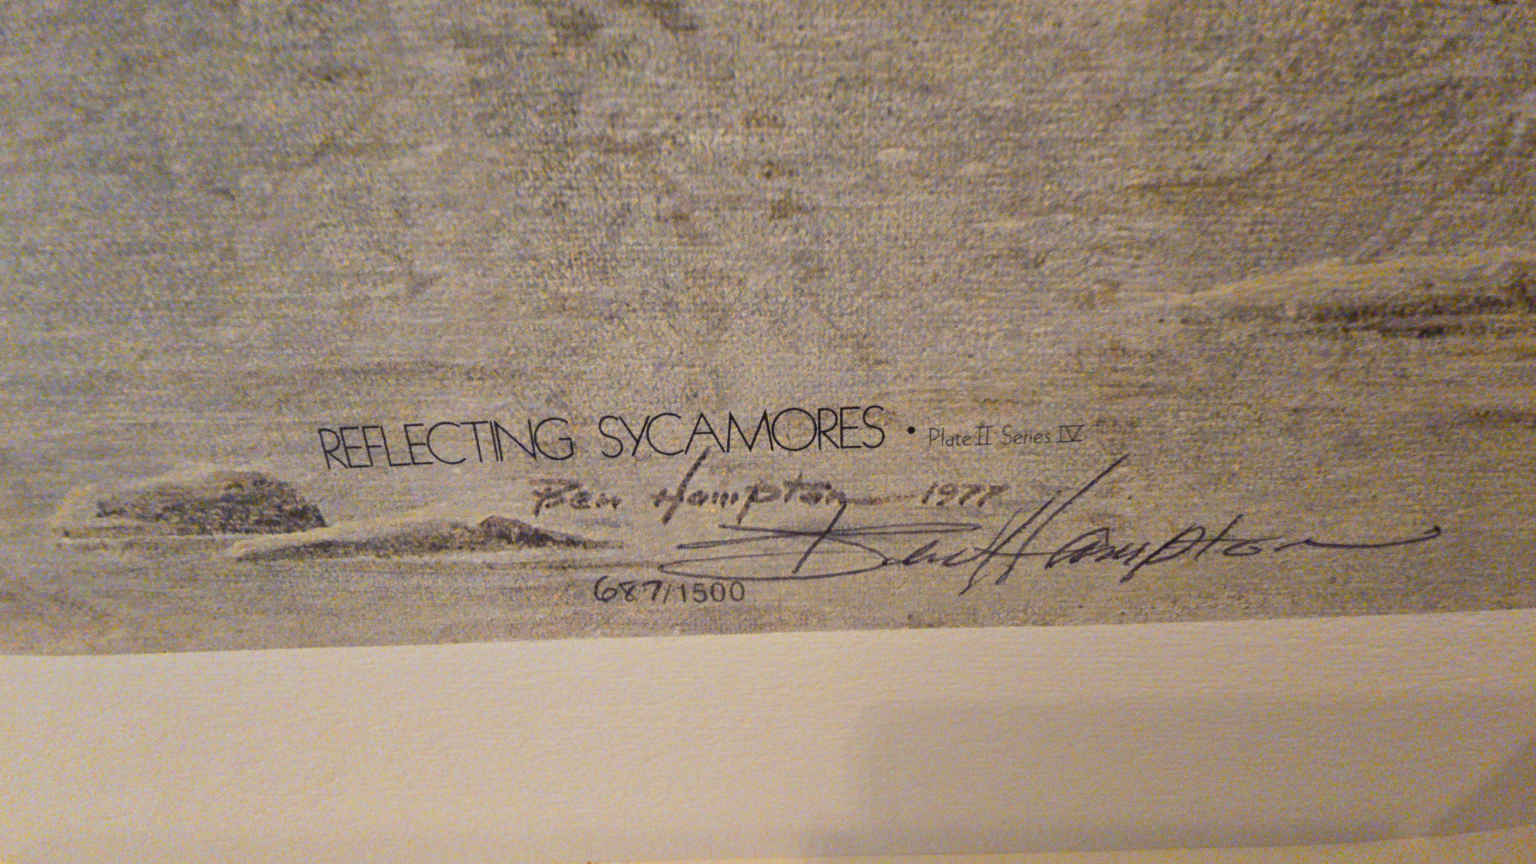 REFLECTING SYCAMORES • Plate II Series IV
Ben Hampton 1977
Ben Hampton
687/1500